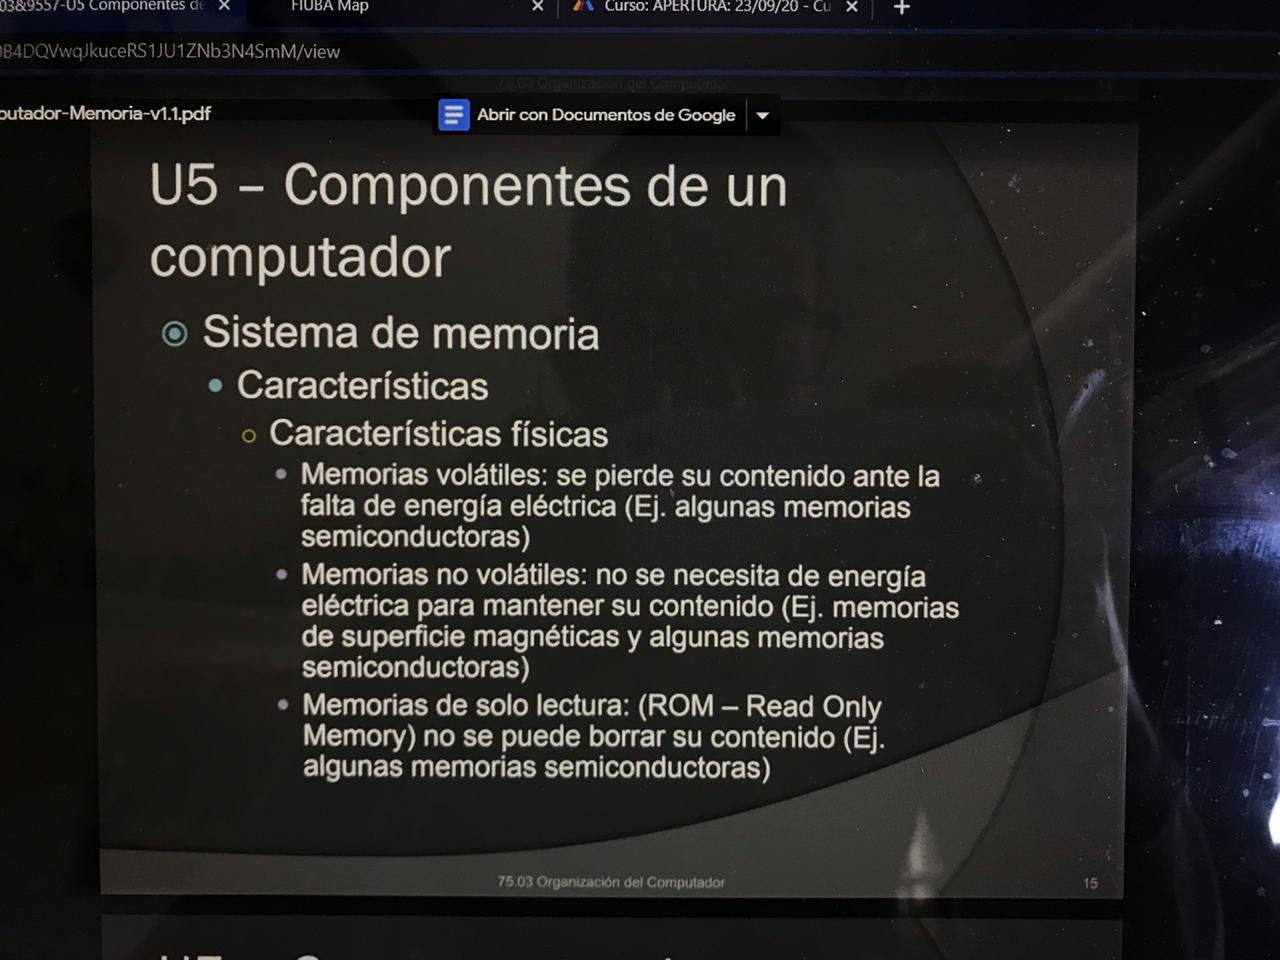 03&9557-U5 Componentes de
FIUBA Map
Curso: APERTURA: 23/09/20 - Cu
0B4DQVwqJkuceRS1JU1ZNb3N4SmM/view
75.03 Organización del Computador
putador-Memoria-v1.1.pdf
Abrir con Documentos de Google
U5 – Componentes de un
computador
Sistema de memoria
Características
Características físicas
Memorias volátiles: se pierde su contenido ante la
falta de energía eléctrica (Ej. algunas memorias
semiconductoras)
Memorias no volátiles: no se necesita de energía
eléctrica para mantener su contenido (Ej. memorias
de superficie magnéticas y algunas memorias
semiconductoras)
Memorias de solo lectura: (ROM – Read Only
Memory) no se puede borrar su contenido (Ej.
algunas memorias semiconductoras)
75.03 Organización del Computador
15